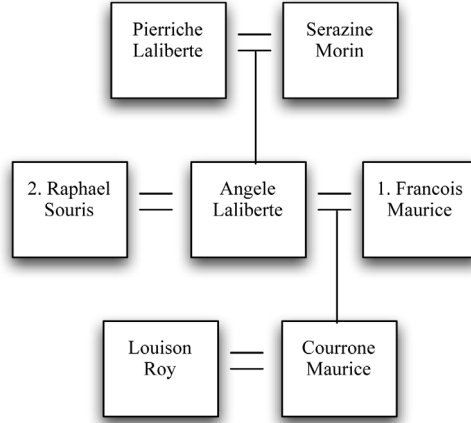 Pierriche
Laliberte
Serazine
Morin
2. Raphael
Souris
Angele
Laliberte
1. Francois
Maurice
Louison
Roy
Courrone
Maurice